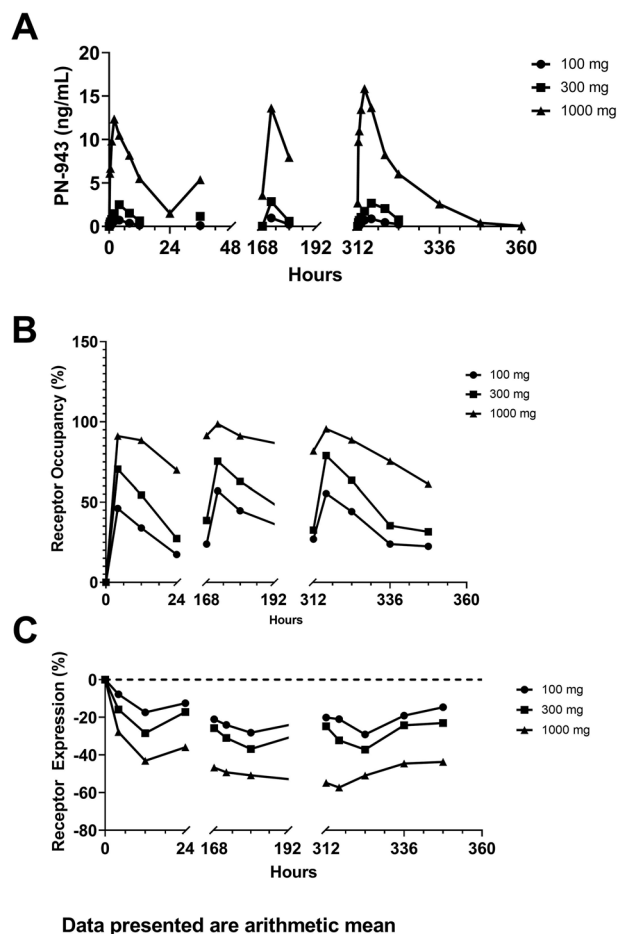 A
PN-943 (ng/mL)
20
15
10
5
0
0 24 48 168 192 312 336 360
Hours
100 mg
300 mg
1000 mg
B
Receptor Occupancy (%)
150
100
50
0
0 24 168 192 312 336 360
Hours
100 mg
300 mg
1000 mg
C
Receptor Expression (%)
0
-20
-40
-60
-80
0 24 168 192 312 336 360
Hours
100 mg
300 mg
1000 mg
Data presented are arithmetic mean